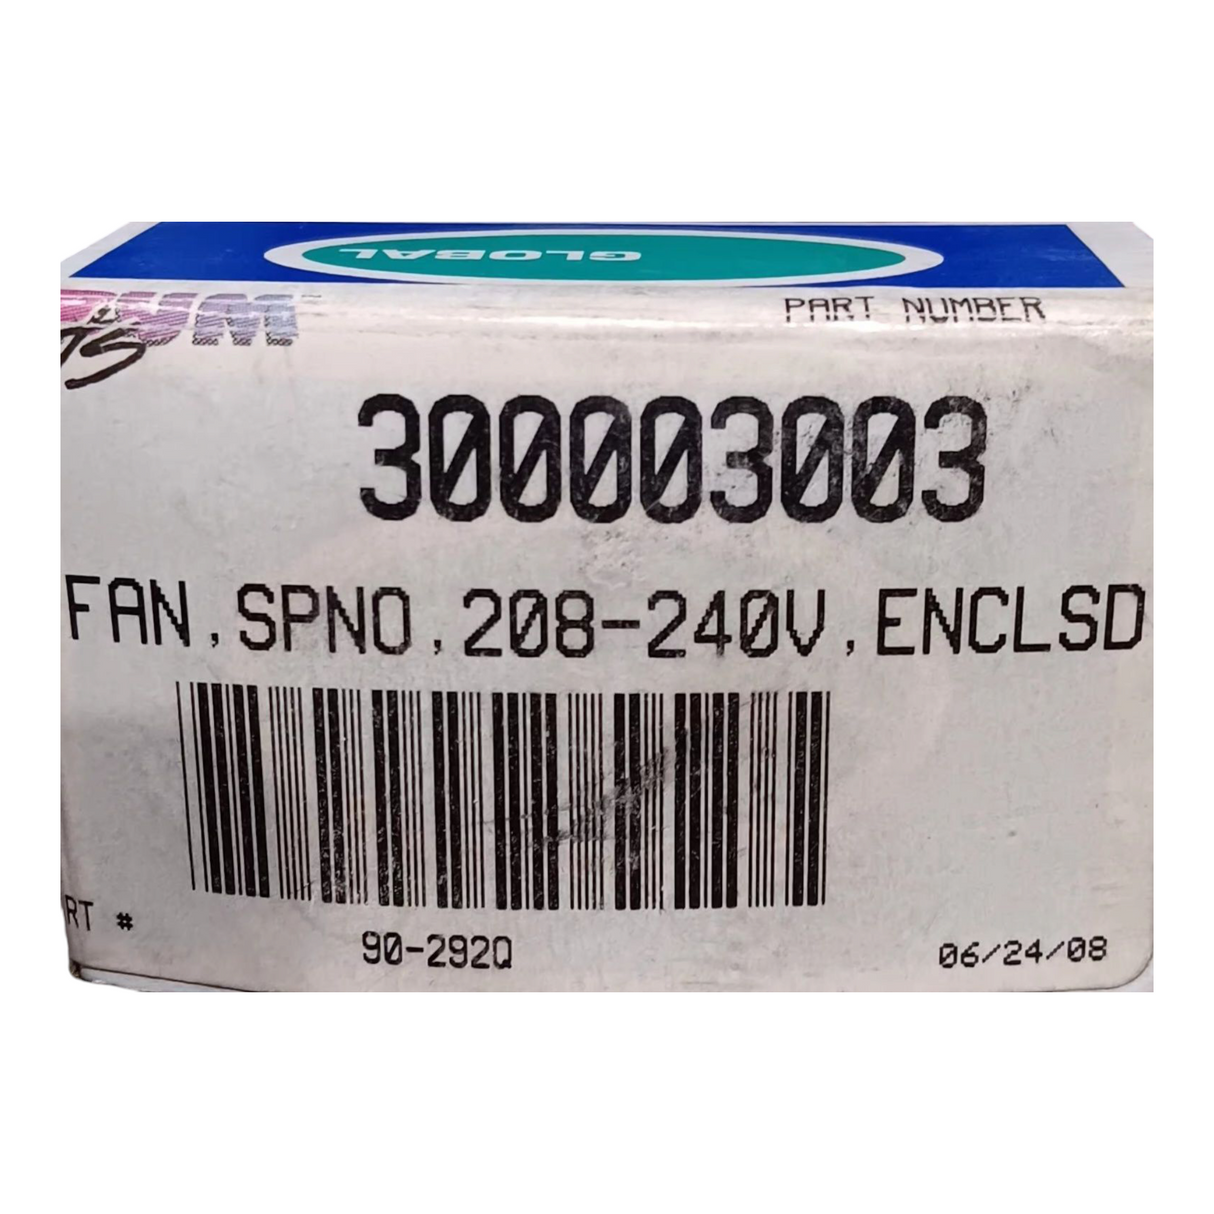 GLOBAL
PART NUMBER
300003003
FAN, SPNO, 208-240V, ENCLSD
RT #
90-292Q
06/24/08